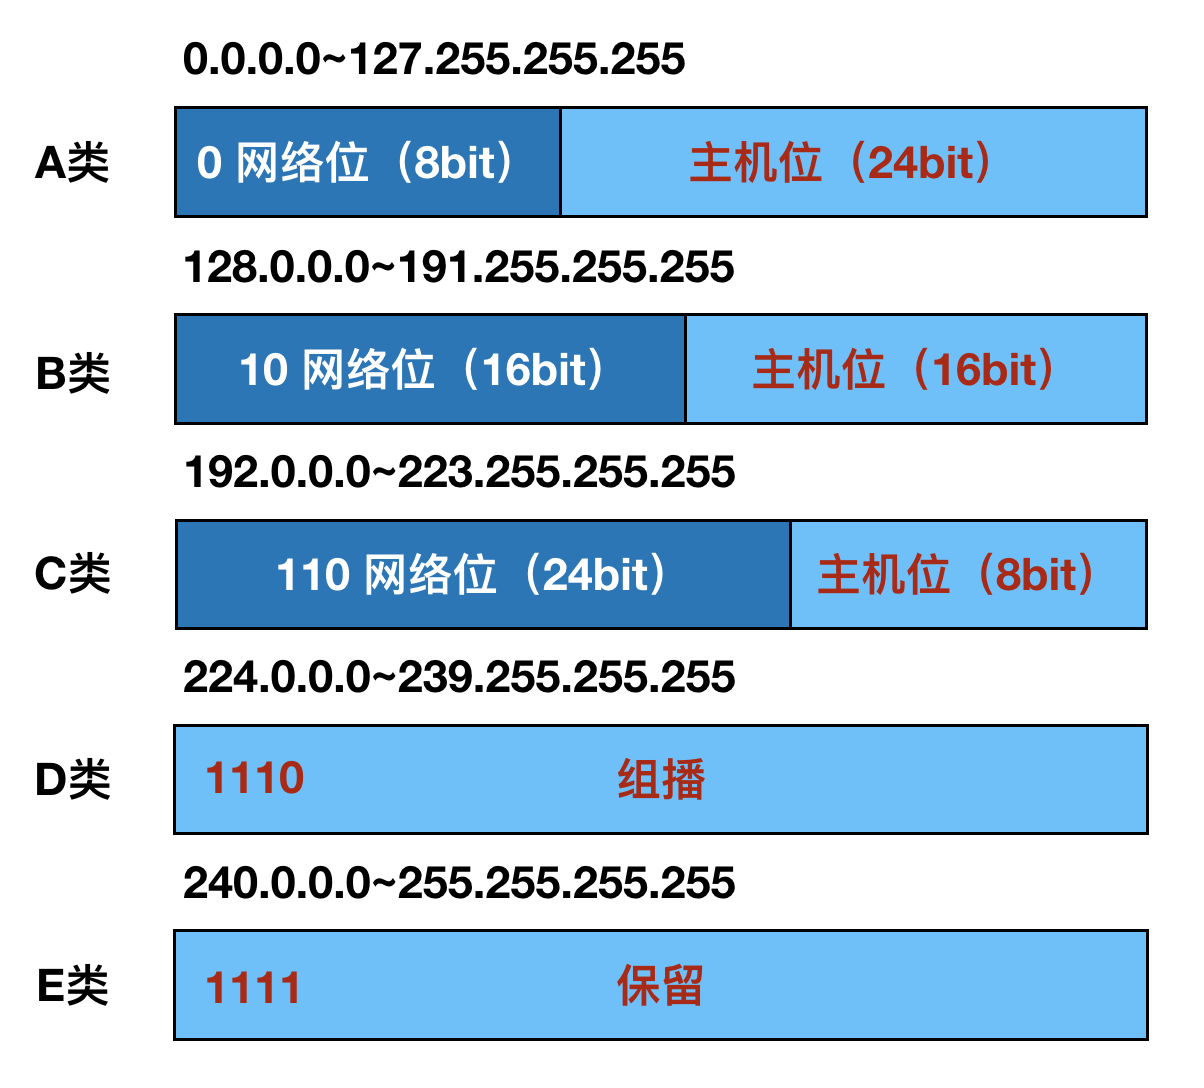 0.0.0.0~127.255.255.255
A类 0 网络位（8bit） 主机位（24bit）
128.0.0.0~191.255.255.255
B类 10 网络位（16bit） 主机位（16bit）
192.0.0.0~223.255.255.255
C类 110 网络位（24bit） 主机位（8bit）
224.0.0.0~239.255.255.255
D类 1110 组播
240.0.0.0~255.255.255.255
E类 1111 保留